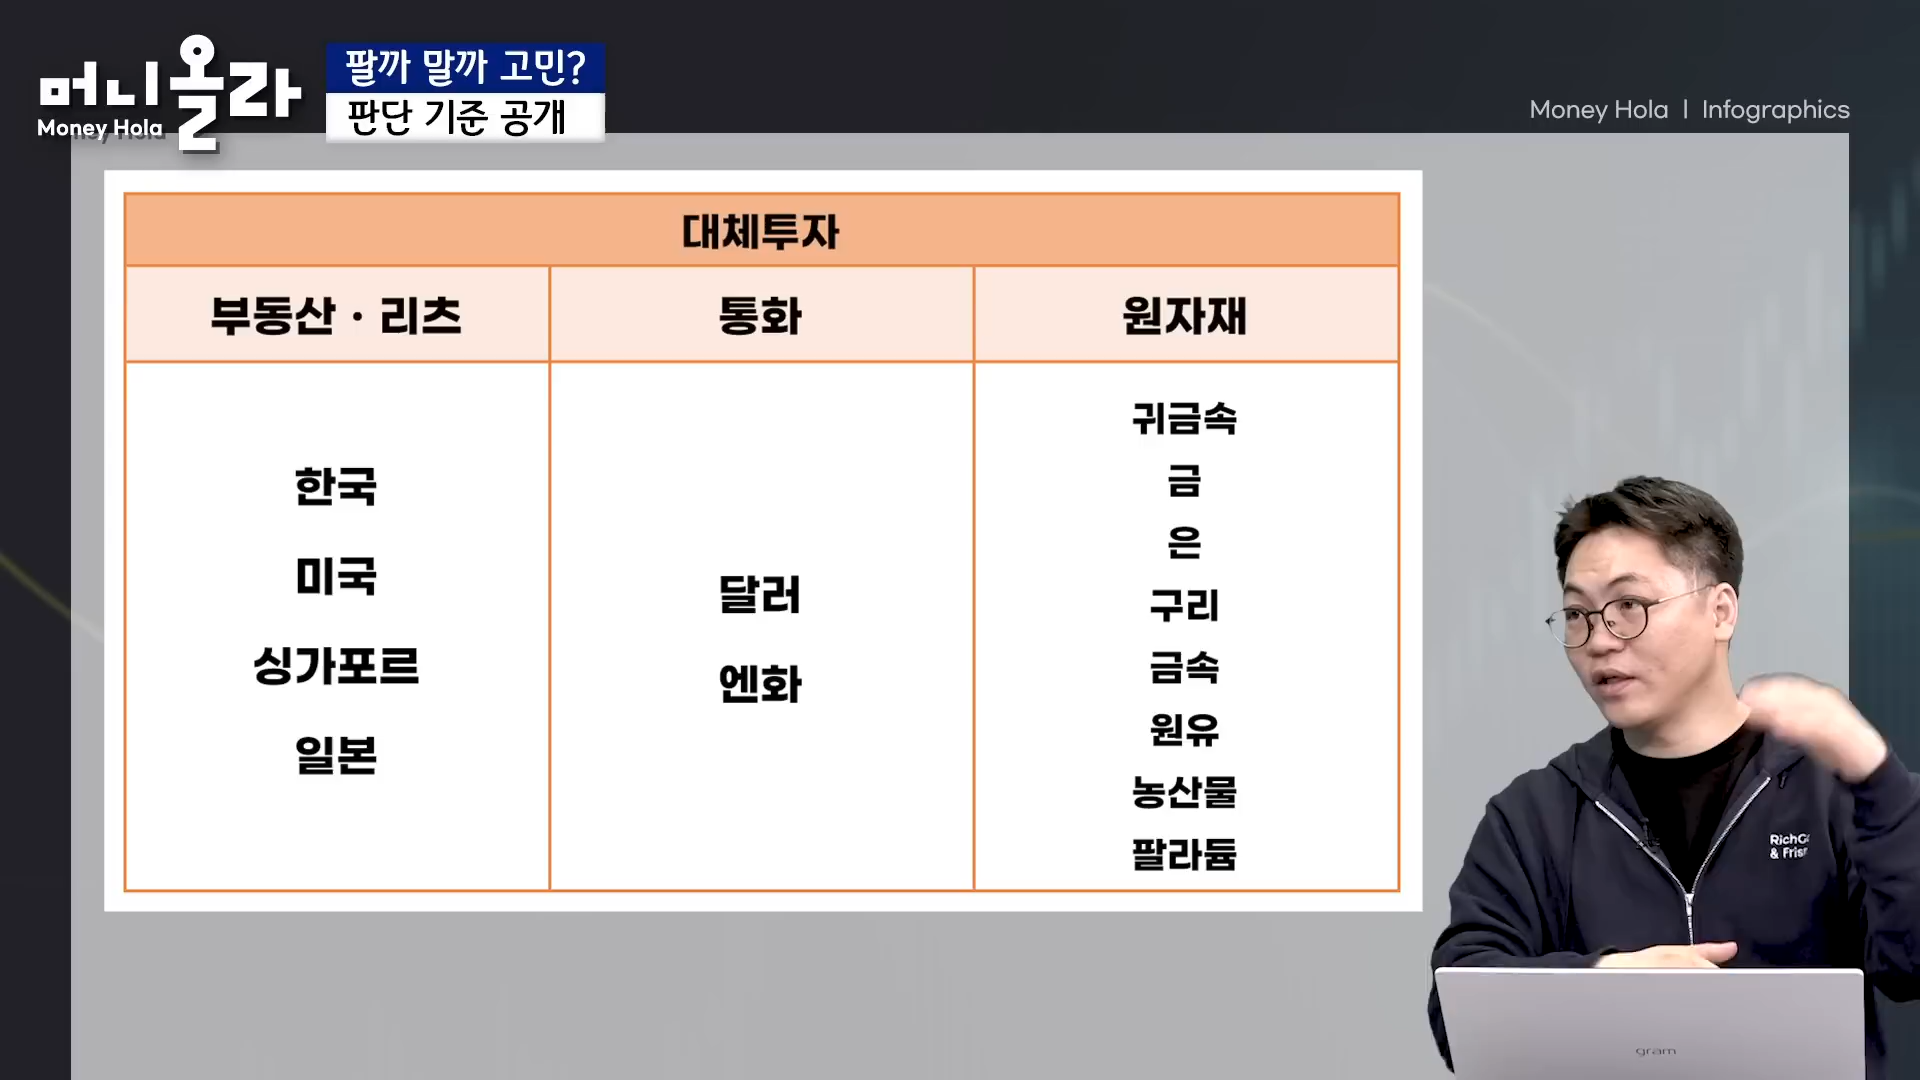 머니올라
Money Hola
팔까 말까 고민?
판단 기준 공개
Money Hola | Infographics
대체투자
부동산 · 리츠
통화
원자재
한국
미국
싱가포르
일본
달러
엔화
귀금속
금
은
구리
금속
원유
농산물
팔라듐
RichGo
& Fris
gram